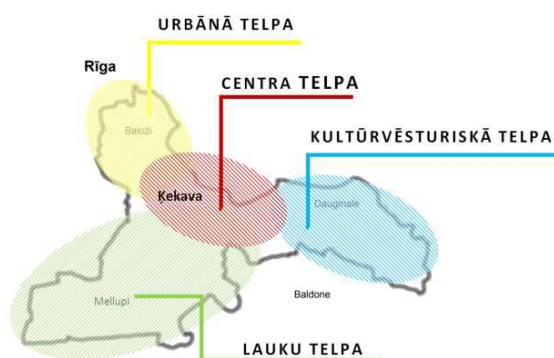 URBĀNĀ TELPA
Rīga
CENTRA TELPA
Baloži
KULTŪRVĒSTURISKĀ TELPA
Ķekava
Daugmale
Baldone
Mellupi
LAUKU TELPA